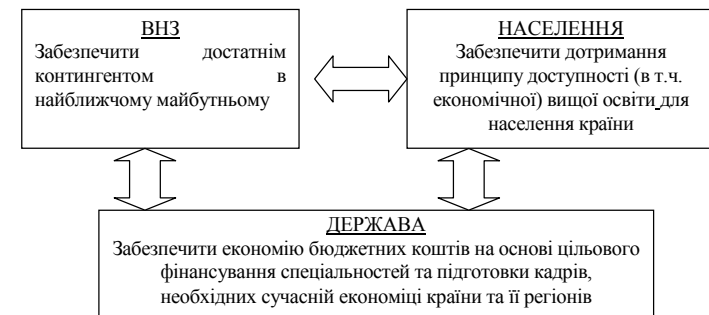 ВНЗ
Забезпечити достатнім
контингентом в
найближчому майбутньому
НАСЕЛЕННЯ
Забезпечити дотримання
принципу доступності (в т.ч.
економічної) вищої освіти для
населення країни
ДЕРЖАВА
Забезпечити економію бюджетних коштів на основі цільового
фінансування спеціальностей та підготовки кадрів,
необхідних сучасній економіці країни та її регіонів